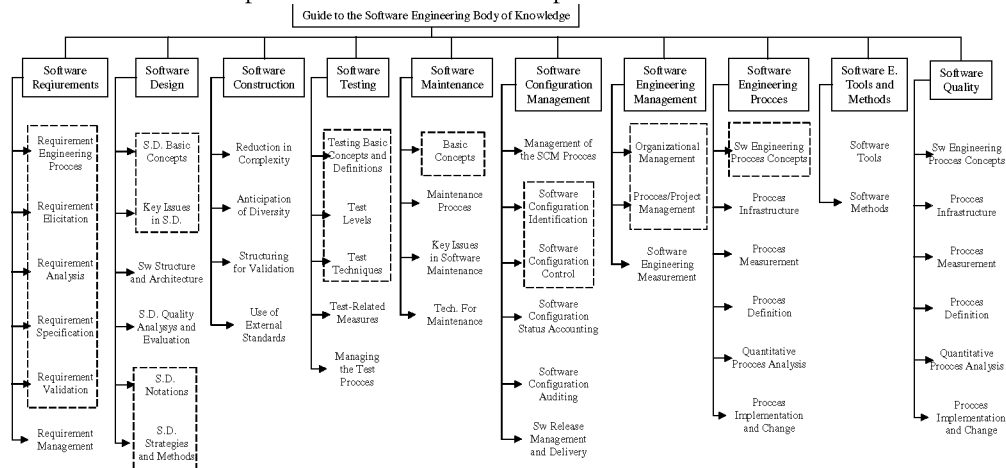 Guide to the Software Engineering Body of Knowledge
Software
Reqiurements
Requirement
Engineering
Procces
Requirement
Elicitation
Requirement
Analysis
Requirement
Specification
Requirement
Validation
Requirement
Management
Software
Design
S.D. Basic
Concepts
Key Issues
in S.D.
Sw Structure
and Architecture
S.D. Quality
Analysys and
Evaluation
S.D.
Notations
S.D.
Strategies
and Methods
Software
Construction
Reduction in
Complexity
Anticipation
of Diversity
Structuring
for Validation
Use of
External
Standards
Software
Testing
Testing Basic
Concepts and
Definitions
Test
Levels
Test
Techniques
Test-Related
Measures
Managing
the Test
Procces
Software
Maintenance
Basic
Concepts
Maintenance
Procces
Key Issues
in Software
Maintenance
Tech. For
Maintenance
Software
Configuration
Management
Management of
the SCM Procces
Software
Configuration
Identification
Software
Configuration
Control
Software
Configuration
Status Accounting
Software
Configuration
Auditing
Sw Release
Management
and Delivery
Software
Engineering
Management
Organizational
Management
Procces/Project
Management
Software
Engineering
Measurement
Software
Engineering
Procces
Sw Engineering
Procces Concepts
Procces
Infrastructure
Procces
Measurement
Procces
Definition
Quantitative
Procces Analysis
Procces
Implementation
and Change
Software E.
Tools and
Methods
Software
Tools
Software
Methods
Software
Quality
Sw Engineering
Procces Concepts
Procces
Infrastructure
Procces
Measurement
Procces
Definition
Quantitative
Procces Analysis
Procces
Implementation
and Change